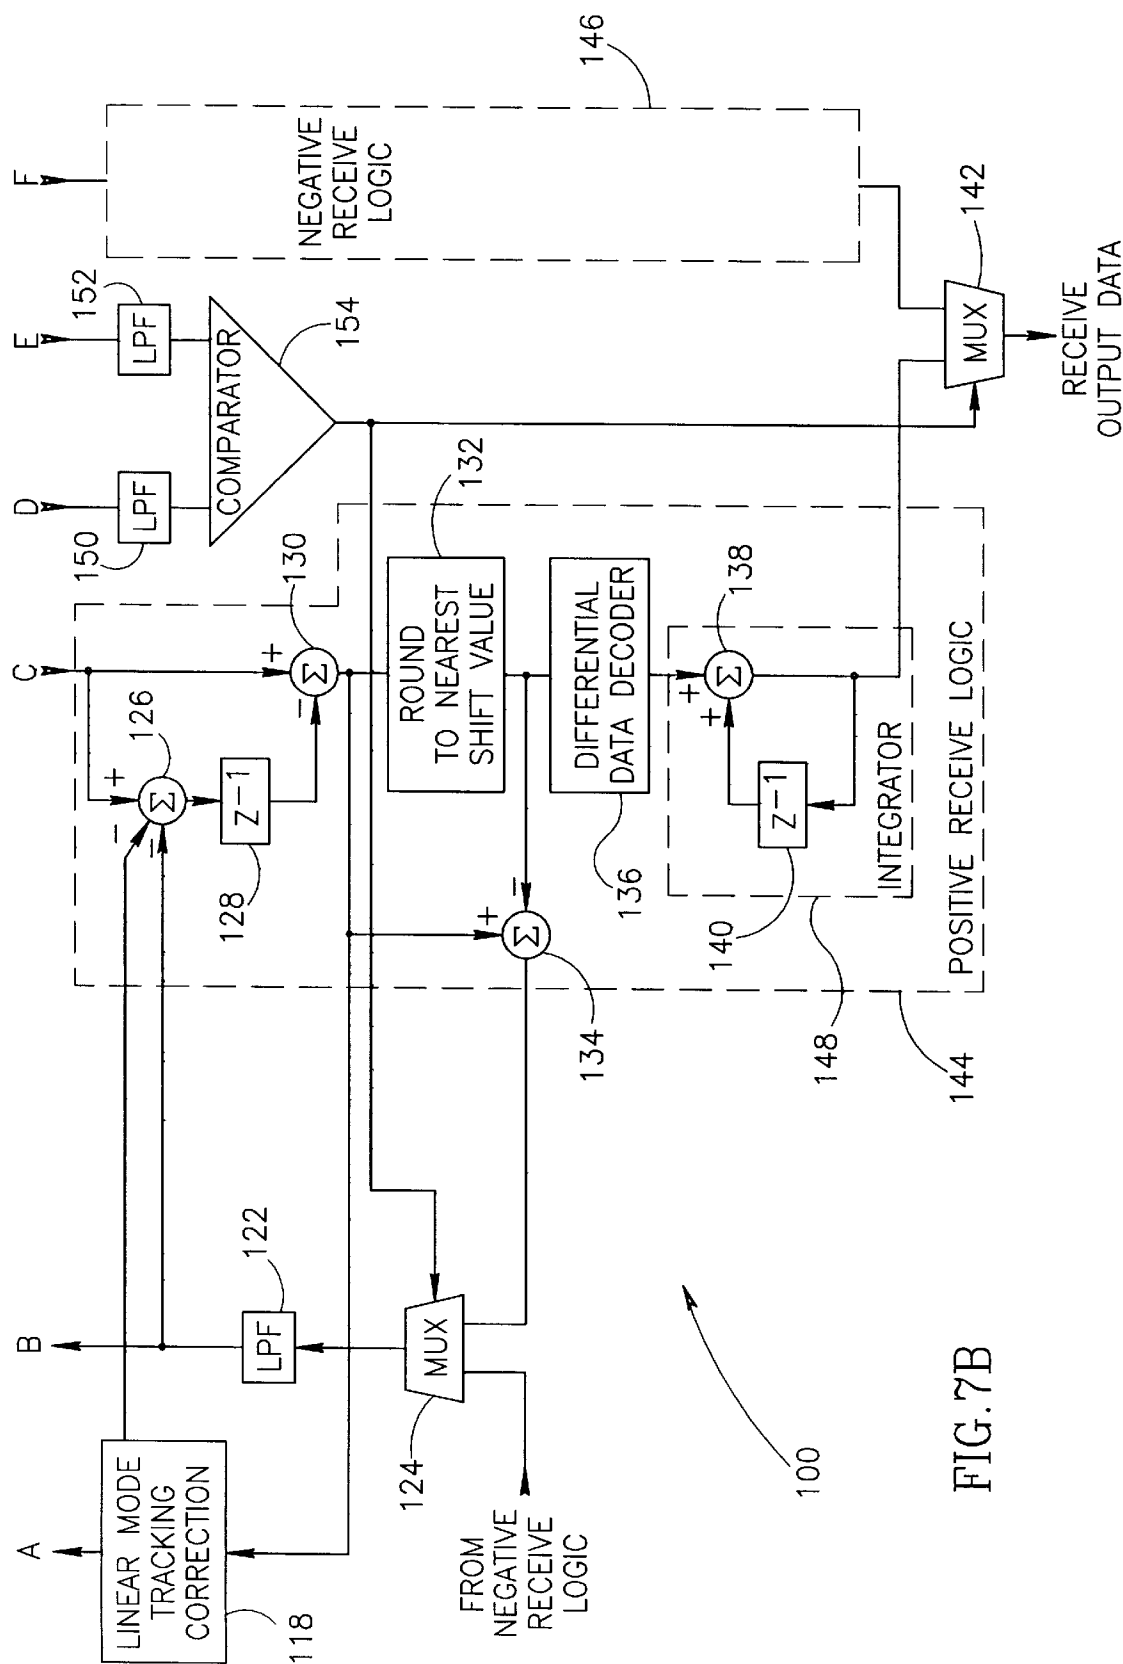 A
B
C
D
E
F
LINEAR MODE
TRACKING
CORRECTION
118
LPF
122
MUX
124
FROM
NEGATIVE
RECEIVE
LOGIC
+
−
−
Σ
126
Z−1
128
+
−
Σ
130
150
LPF
LPF
152
COMPARATOR
154
NEGATIVE
RECEIVE
LOGIC
146
ROUND
TO NEAREST
SHIFT VALUE
132
+
−
Σ
134
DIFFERENTIAL
DATA DECODER
136
+
+
Σ
138
Z−1
140
INTEGRATOR
148
POSITIVE RECEIVE LOGIC
144
MUX
142
RECEIVE
OUTPUT DATA
100
FIG.7B